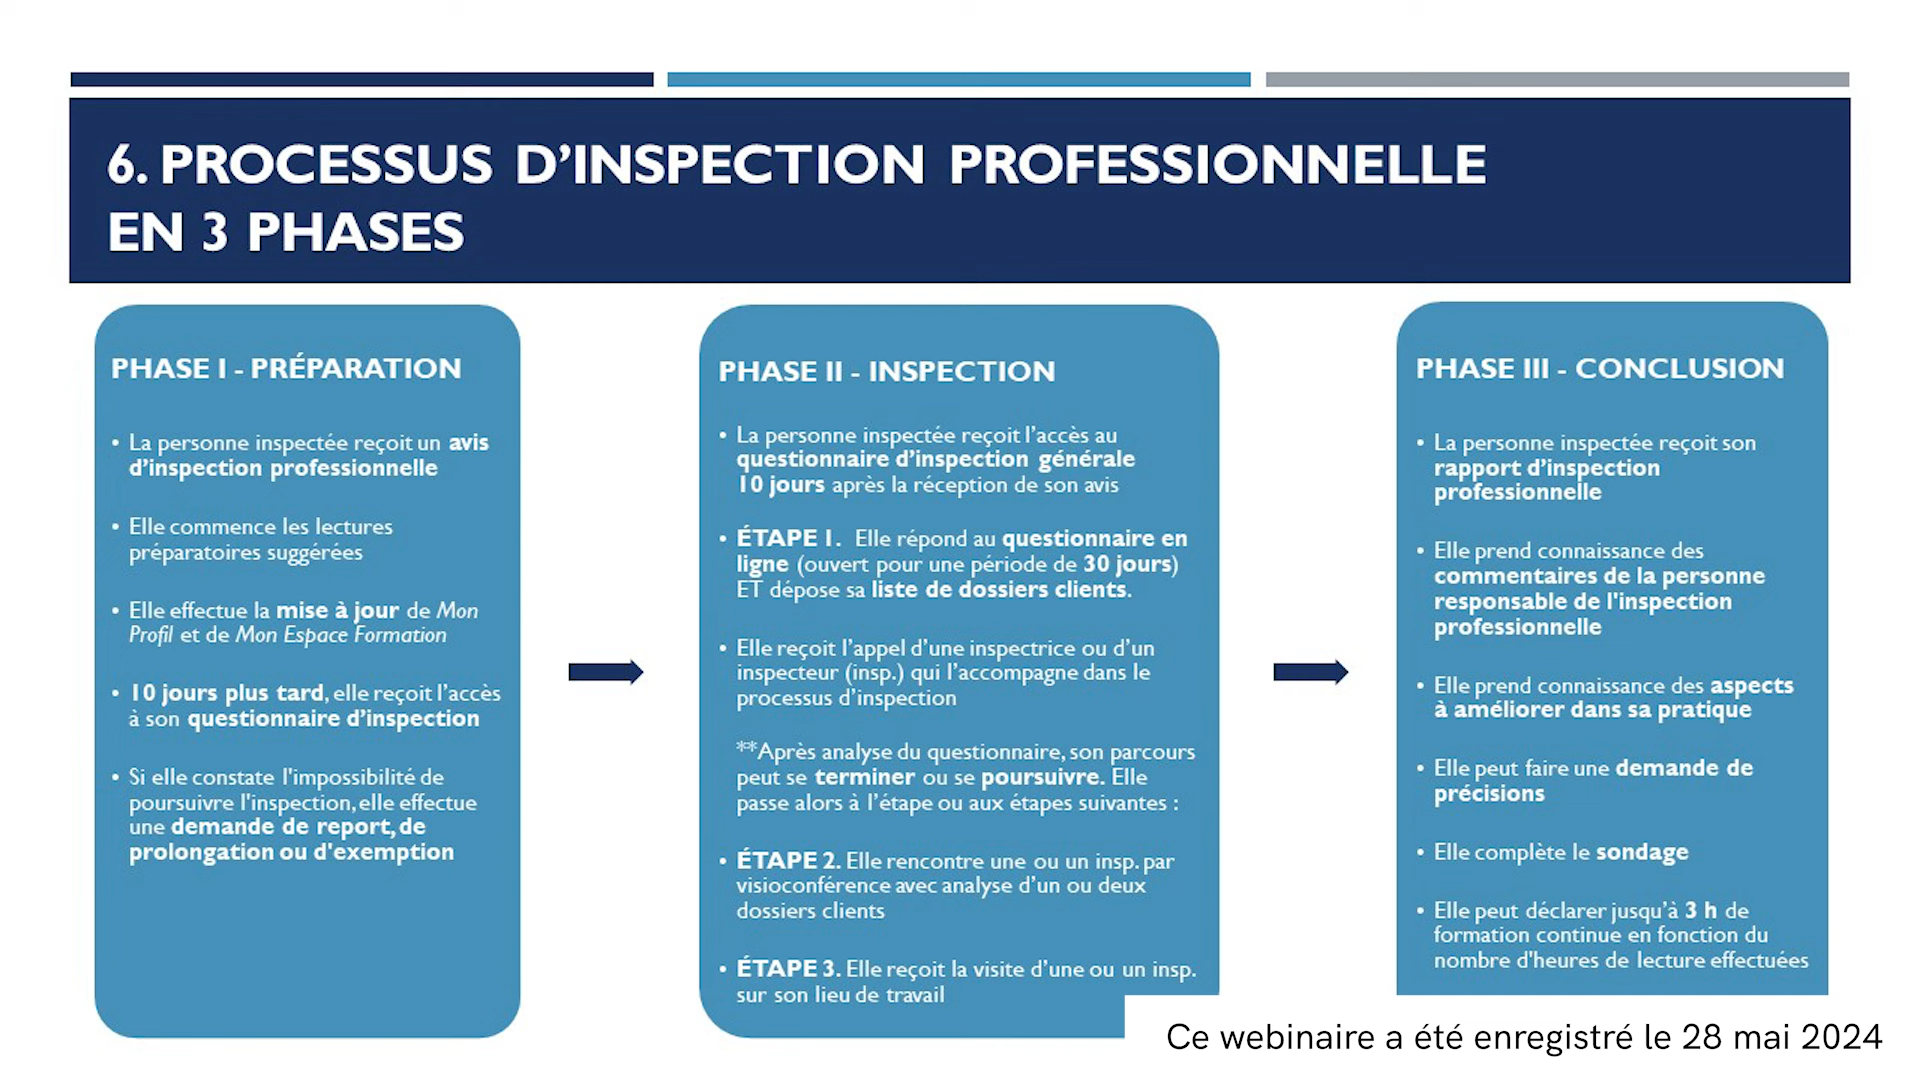 6. PROCESSUS D’INSPECTION PROFESSIONNELLE
EN 3 PHASES
PHASE I - PRÉPARATION
• La personne inspectée reçoit un avis
d’inspection professionnelle
• Elle commence les lectures
préparatoires suggérées
• Elle effectue la mise à jour de Mon
Profil et de Mon Espace Formation
• 10 jours plus tard, elle reçoit l’accès
à son questionnaire d’inspection
• Si elle constate l'impossibilité de
poursuivre l'inspection, elle effectue
une demande de report, de
prolongation ou d'exemption
PHASE II - INSPECTION
• La personne inspectée reçoit l’accès au
questionnaire d’inspection générale
10 jours après la réception de son avis
• ÉTAPE 1. Elle répond au questionnaire en
ligne (ouvert pour une période de 30 jours)
ET dépose sa liste de dossiers clients.
• Elle reçoit l’appel d’une inspectrice ou d’un
inspecteur (insp.) qui l’accompagne dans le
processus d’inspection
**Après analyse du questionnaire, son parcours
peut se terminer ou se poursuivre. Elle
passe alors à l’étape ou aux étapes suivantes :
• ÉTAPE 2. Elle rencontre une ou un insp. par
visioconférence avec analyse d’un ou deux
dossiers clients
• ÉTAPE 3. Elle reçoit la visite d’une ou un insp.
sur son lieu de travail
PHASE III - CONCLUSION
• La personne inspectée reçoit son
rapport d’inspection
professionnelle
• Elle prend connaissance des
commentaires de la personne
responsable de l'inspection
professionnelle
• Elle prend connaissance des aspects
à améliorer dans sa pratique
• Elle peut faire une demande de
précisions
• Elle complète le sondage
• Elle peut déclarer jusqu’à 3 h de
formation continue en fonction du
nombre d'heures de lecture effectuées
Ce webinaire a été enregistré le 28 mai 2024